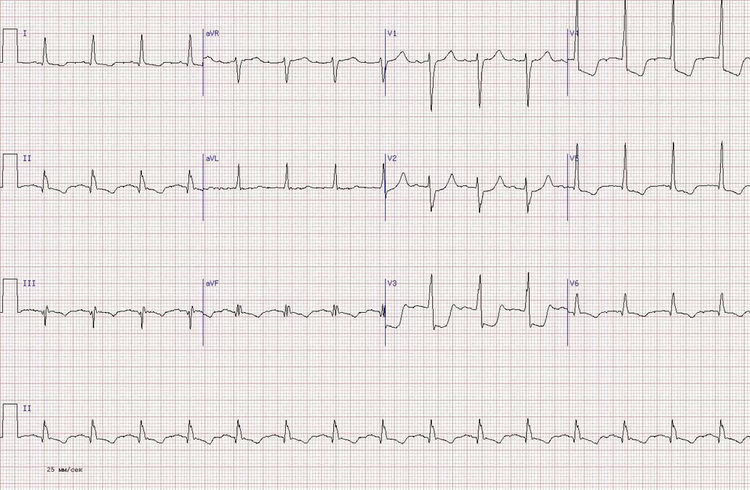 I aVR V1 V4
II aVL V2 V5
III aVF V3 V6
II
25 мм/сек